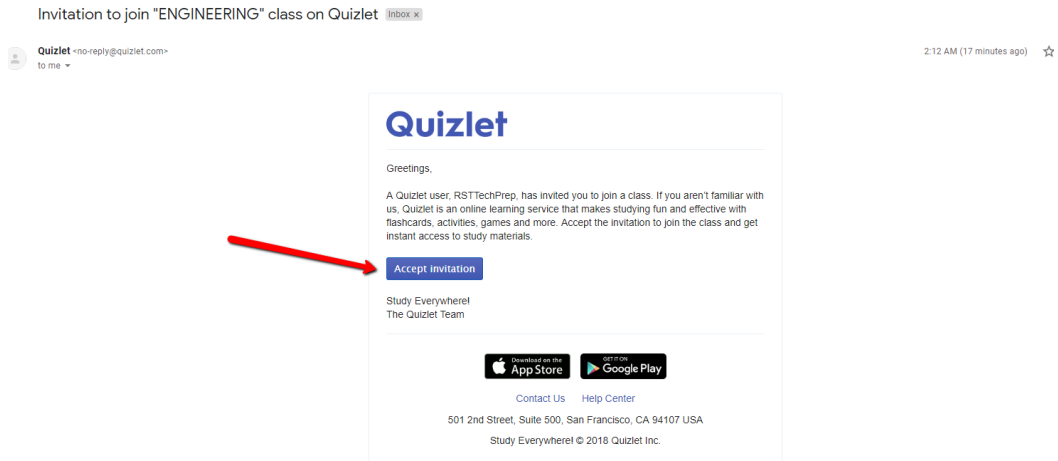 Invitation to join "ENGINEERING" class on Quizlet Inbox x
Quizlet <no-reply@quizlet.com> 2:12 AM (17 minutes ago)
to me
Quizlet
Greetings,
A Quizlet user, RSTTechPrep, has invited you to join a class. If you aren't familiar with
us, Quizlet is an online learning service that makes studying fun and effective with
flashcards, activities, games and more. Accept the invitation to join the class and get
instant access to study materials.
Accept invitation
Study Everywhere!
The Quizlet Team
Download on the GET IT ON
App Store Google Play
Contact Us Help Center
501 2nd Street, Suite 500, San Francisco, CA 94107 USA
Study Everywhere! © 2018 Quizlet Inc.